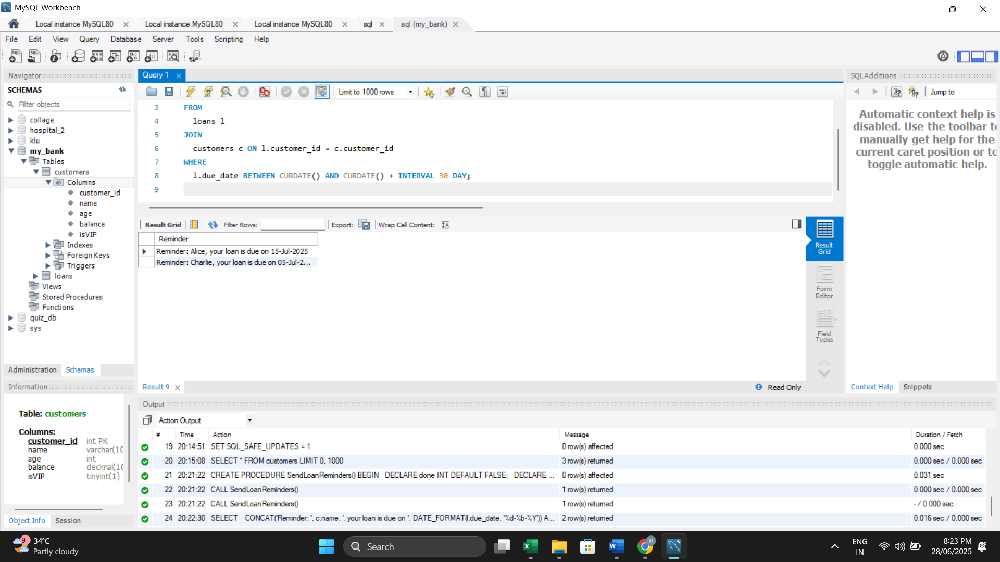 MySQL Workbench
Local instance MySQL80
Local instance MySQL80
Local instance MySQL80
sql
sql (my_bank)
File Edit View Query Database Server Tools Scripting Help
Navigator
SCHEMAS
Filter objects
collage
hospital_2
klu
my_bank
Tables
customers
Columns
customer_id
name
age
balance
isVIP
Indexes
Foreign Keys
Triggers
loans
Views
Stored Procedures
Functions
quiz_db
sys
Administration Schemas
Information
Table: customers
Columns:
customer_id int PK
name varchar(10
age int
balance decimal(10
isVIP tinyint(1)
Object Info Session
Query 1
Limit to 1000 rows
3 FROM
4 loans l
5 JOIN
6 customers c ON l.customer_id = c.customer_id
7 WHERE
8 l.due_date BETWEEN CURDATE() AND CURDATE() + INTERVAL 30 DAY;
9
Result Grid Filter Rows: Export: Wrap Cell Content:
Reminder
Reminder: Alice, your loan is due on 15-Jul-2025
Reminder: Charlie, your loan is due on 05-Jul-2...
Result Grid
Form Editor
Field Types
Result 9
Read Only
SQLAdditions
Jump to
Automatic context help is
disabled. Use the toolbar to
manually get help for the
current caret position or to
toggle automatic help.
Context Help Snippets
Output
Action Output
# Time Action Message Duration / Fetch
19 20:14:51 SET SQL_SAFE_UPDATES = 1 0 row(s) affected 0.000 sec
20 20:15:08 SELECT * FROM customers LIMIT 0, 1000 3 row(s) returned 0.000 sec / 0.000 sec
21 20:21:22 CREATE PROCEDURE SendLoanReminders() BEGIN DECLARE done INT DEFAULT FALSE; DECLARE ... 0 row(s) affected 0.031 sec
22 20:21:22 CALL SendLoanReminders() 1 row(s) returned 0.000 sec / 0.000 sec
23 20:21:22 CALL SendLoanReminders() 1 row(s) returned - / 0.000 sec
24 20:22:30 SELECT CONCAT('Reminder: ', c.name, ', your loan is due on ', DATE_FORMAT(l.due_date, '%d-%b-%Y')) A... 2 row(s) returned 0.016 sec / 0.000 sec
9+
34°C
Partly cloudy
Search
H
ENG
IN
8:23 PM
28/06/2025